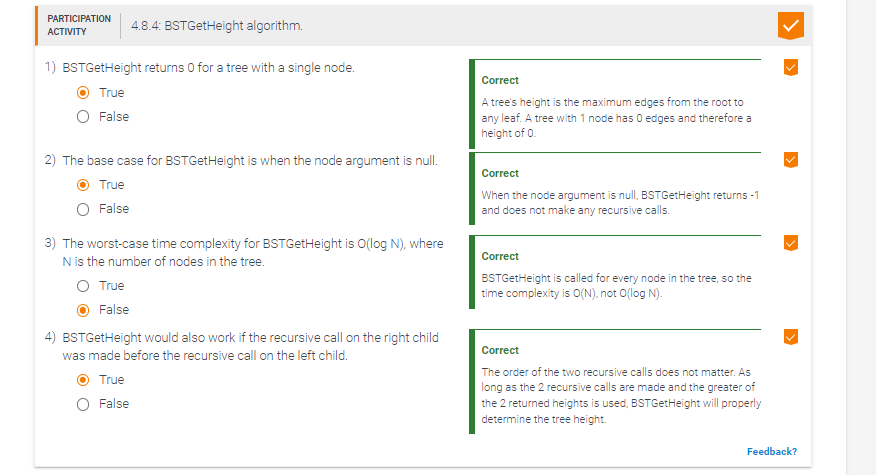 PARTICIPATION
ACTIVITY
4.8.4: BSTGetHeight algorithm.
1) BSTGetHeight returns 0 for a tree with a single node.
True
False
Correct
A tree's height is the maximum edges from the root to
any leaf. A tree with 1 node has 0 edges and therefore a
height of 0.
2) The base case for BSTGetHeight is when the node argument is null.
True
False
Correct
When the node argument is null, BSTGetHeight returns -1
and does not make any recursive calls.
3) The worst-case time complexity for BSTGetHeight is O(log N), where
N is the number of nodes in the tree.
True
False
Correct
BSTGetHeight is called for every node in the tree, so the
time complexity is O(N), not O(log N).
4) BSTGetHeight would also work if the recursive call on the right child
was made before the recursive call on the left child.
True
False
Correct
The order of the two recursive calls does not matter. As
long as the 2 recursive calls are made and the greater of
the 2 returned heights is used, BSTGetHeight will properly
determine the tree height.
Feedback?